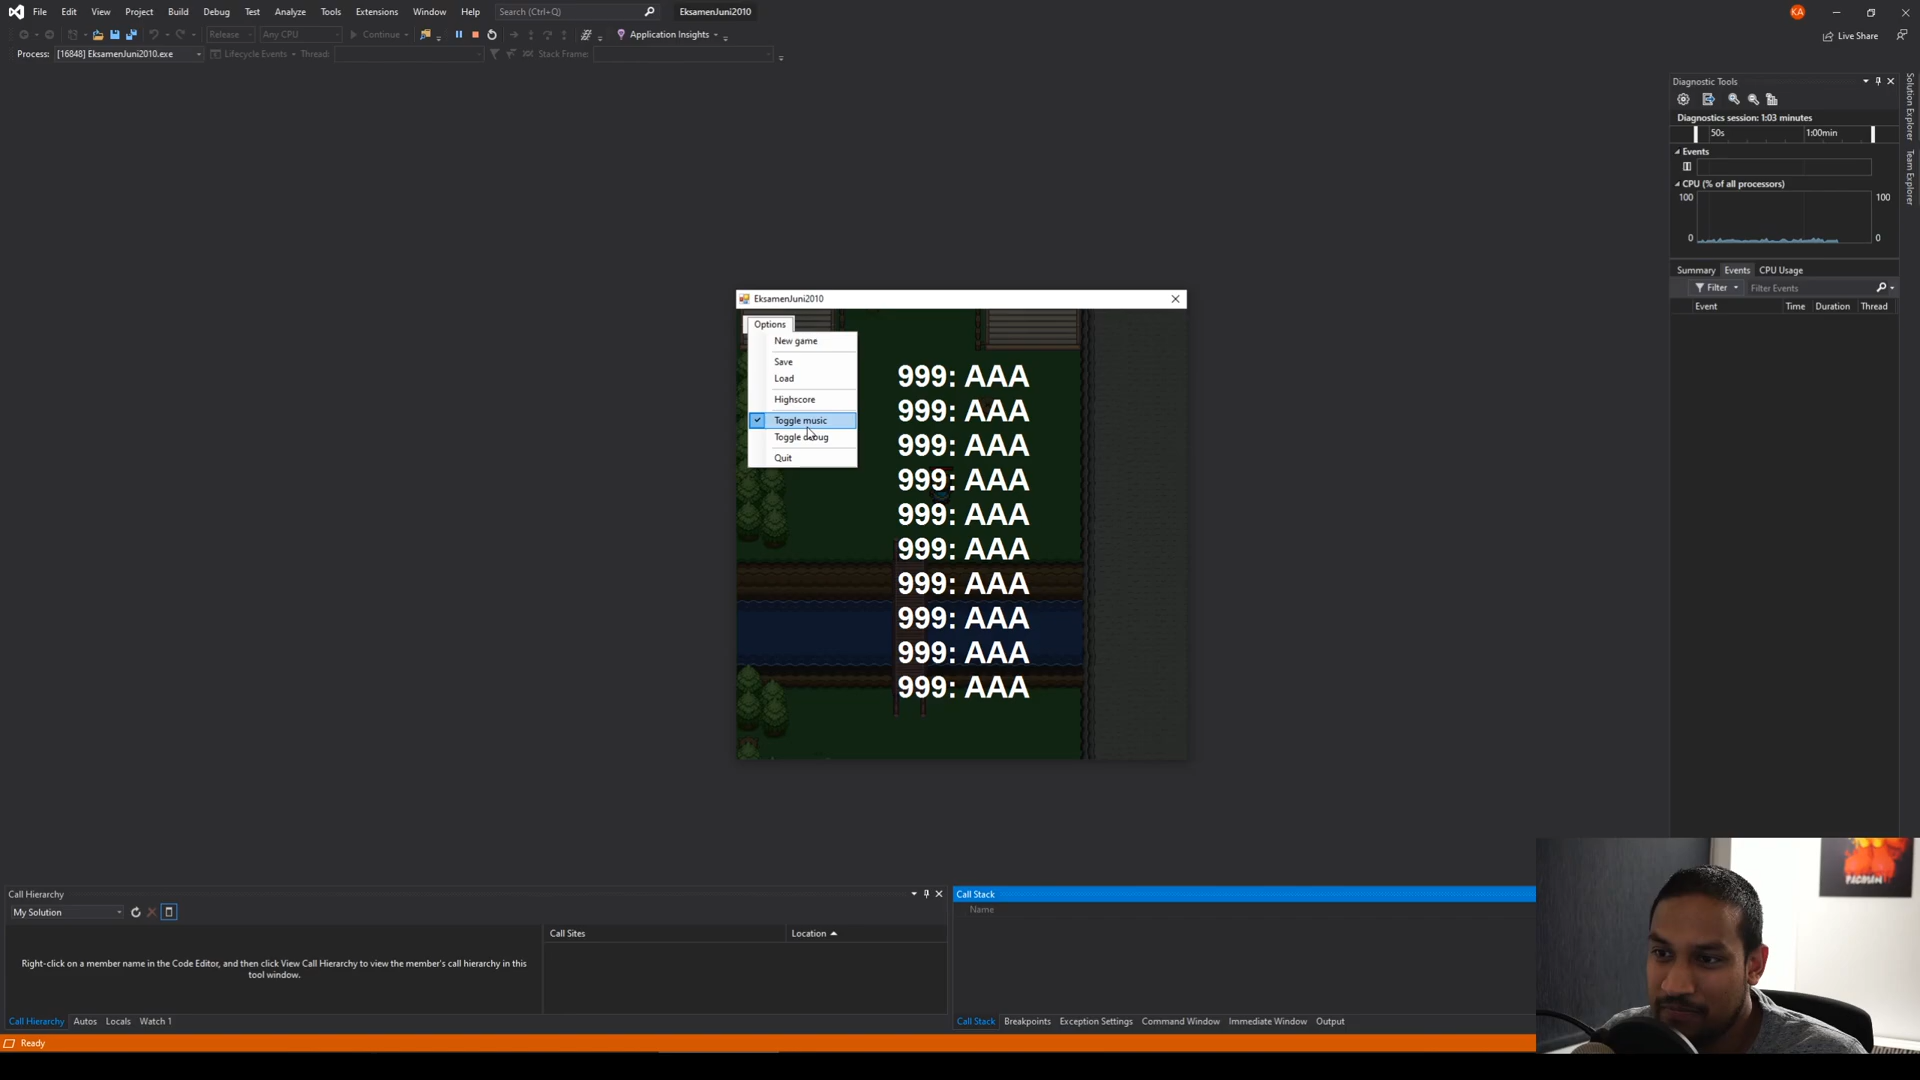 File Edit View Project Build Debug Test Analyze Tools Extensions Window Help Search (Ctrl+Q) EksamenJuni2010 KA
Release Any CPU Continue Application Insights Live Share
Process: [16848] EksamenJuni2010.exe Lifecycle Events Thread: Stack Frame:
Diagnostic Tools
Diagnostics session: 1:03 minutes
50s 1:00min
Events
CPU (% of all processors)
100 100
0 0
Summary Events CPU Usage
Filter Filter Events
Event Time Duration Thread
Solution Explorer
Team Explorer
EksamenJuni2010
Options
New game
Save
Load
Highscore
Toggle music
Toggle debug
Quit
999: AAA
999: AAA
999: AAA
999: AAA
999: AAA
999: AAA
999: AAA
999: AAA
999: AAA
999: AAA
Call Hierarchy
My Solution
Call Sites Location
Right-click on a member name in the Code Editor, and then click View Call Hierarchy to view the member's call hierarchy in this
tool window.
Call Hierarchy Autos Locals Watch 1
Call Stack
Name
Call Stack Breakpoints Exception Settings Command Window Immediate Window Output
Ready
PACMAN